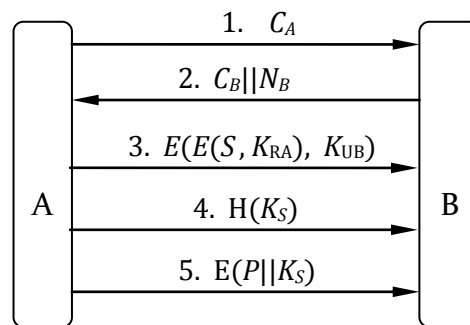 1. C_A
2. C_B||N_B
3. E(E(S, K_RA), K_UB)
A
B
4. H(K_S)
5. E(P||K_S)